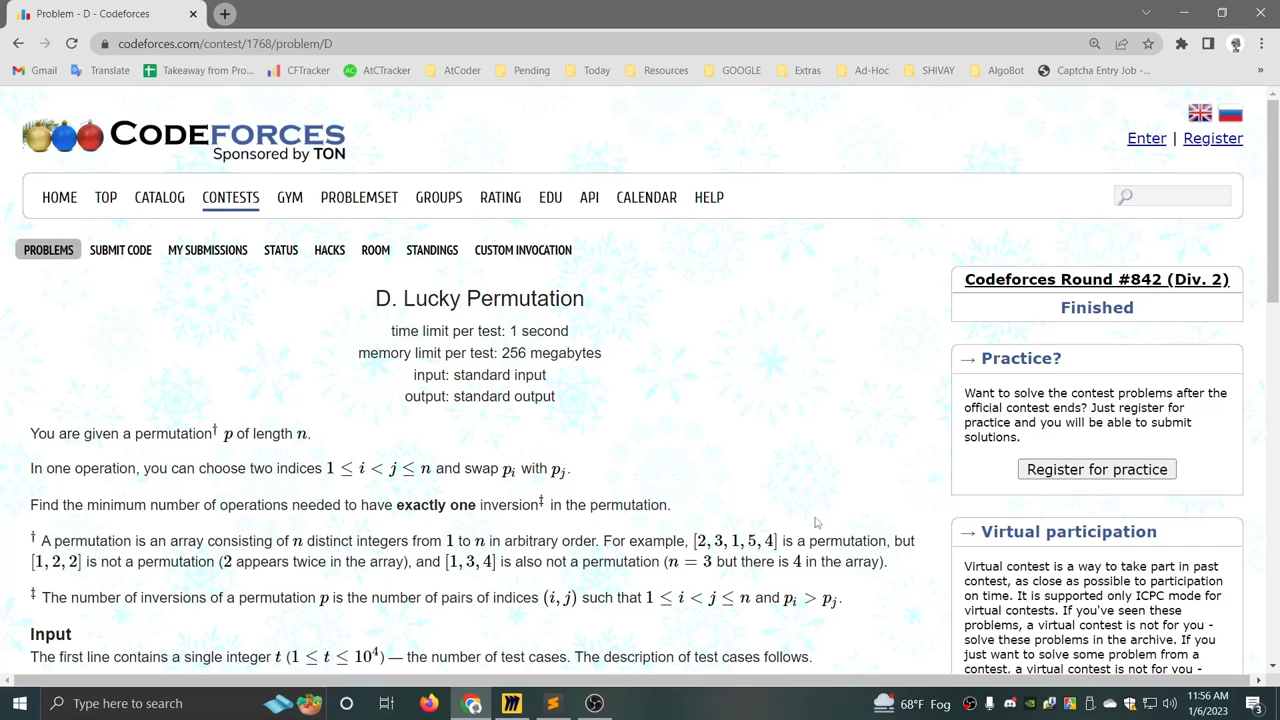 Problem - D - Codeforces
codeforces.com/contest/1768/problem/D
Gmail Translate Takeaway from Pro... CFTracker AtCTracker AtCoder Pending Today Resources GOOGLE Extras Ad-Hoc SHIVAY AlgoBot Captcha Entry Job -... »
CODEFORCES
Sponsored by TON
Enter | Register
HOME TOP CATALOG CONTESTS GYM PROBLEMSET GROUPS RATING EDU API CALENDAR HELP
PROBLEMS SUBMIT CODE MY SUBMISSIONS STATUS HACKS ROOM STANDINGS CUSTOM INVOCATION
D. Lucky Permutation
time limit per test: 1 second
memory limit per test: 256 megabytes
input: standard input
output: standard output
You are given a permutation† p of length n.
In one operation, you can choose two indices 1 ≤ i < j ≤ n and swap pᵢ with pⱼ.
Find the minimum number of operations needed to have exactly one inversion‡ in the permutation.
† A permutation is an array consisting of n distinct integers from 1 to n in arbitrary order. For example, [2, 3, 1, 5, 4] is a permutation, but
[1, 2, 2] is not a permutation (2 appears twice in the array), and [1, 3, 4] is also not a permutation (n = 3 but there is 4 in the array).
‡ The number of inversions of a permutation p is the number of pairs of indices (i, j) such that 1 ≤ i < j ≤ n and pᵢ > pⱼ.
Input
The first line contains a single integer t (1 ≤ t ≤ 10⁴) — the number of test cases. The description of test cases follows.
Codeforces Round #842 (Div. 2)
Finished
→ Practice?
Want to solve the contest problems after the
official contest ends? Just register for
practice and you will be able to submit
solutions.
Register for practice
→ Virtual participation
Virtual contest is a way to take part in past
contest, as close as possible to participation
on time. It is supported only ICPC mode for
virtual contests. If you've seen these
problems, a virtual contest is not for you -
solve these problems in the archive. If you
just want to solve some problem from a
contest, a virtual contest is not for you -
Type here to search
68°F Fog
11:56 AM
1/6/2023
3